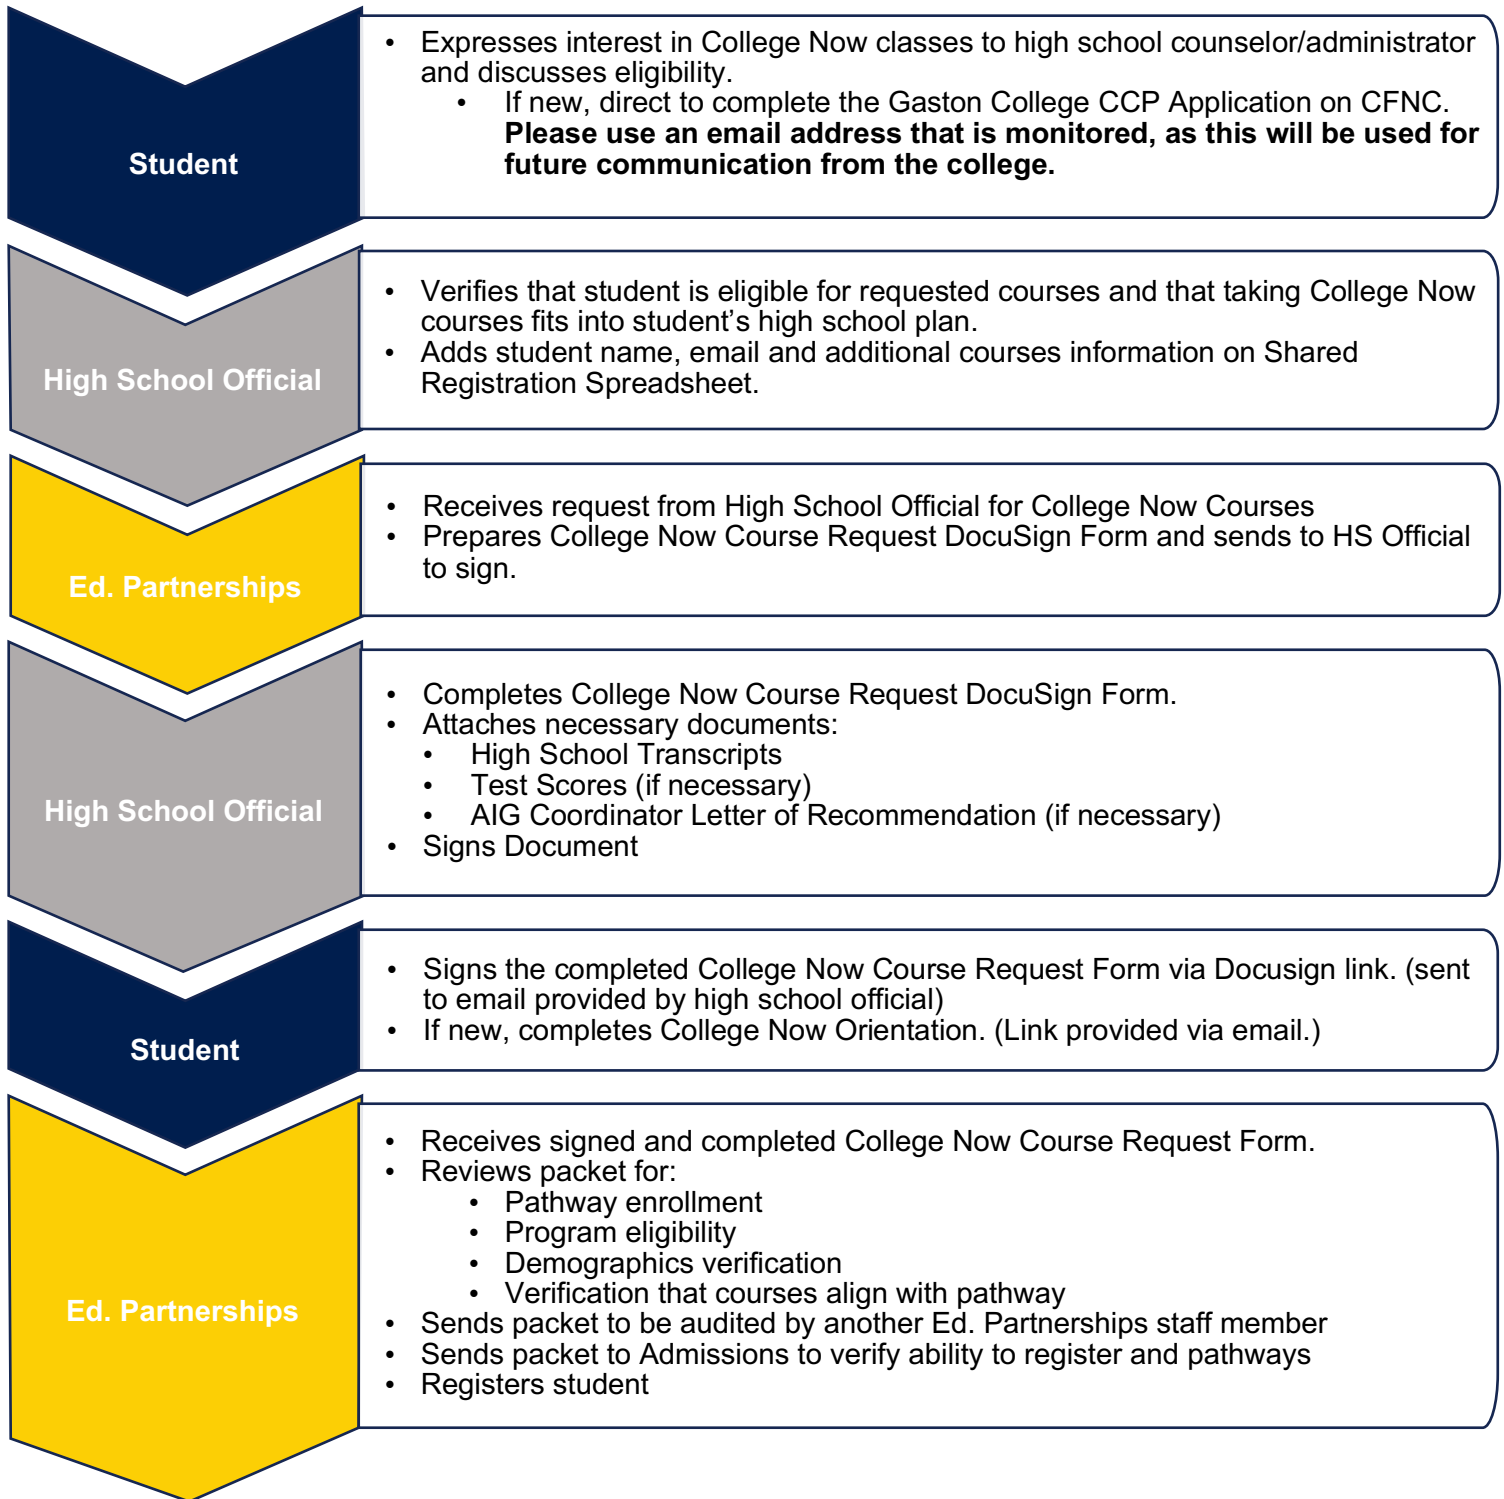 Student
• Expresses interest in College Now classes to high school counselor/administrator
and discusses eligibility.
• If new, direct to complete the Gaston College CCP Application on CFNC.
Please use an email address that is monitored, as this will be used for
future communication from the college.
High School Official
• Verifies that student is eligible for requested courses and that taking College Now
courses fits into student’s high school plan.
• Adds student name, email and additional courses information on Shared
Registration Spreadsheet.
Ed. Partnerships
• Receives request from High School Official for College Now Courses
• Prepares College Now Course Request DocuSign Form and sends to HS Official
to sign.
High School Official
• Completes College Now Course Request DocuSign Form.
• Attaches necessary documents:
• High School Transcripts
• Test Scores (if necessary)
• AIG Coordinator Letter of Recommendation (if necessary)
• Signs Document
Student
• Signs the completed College Now Course Request Form via Docusign link. (sent
to email provided by high school official)
• If new, completes College Now Orientation. (Link provided via email.)
Ed. Partnerships
• Receives signed and completed College Now Course Request Form.
• Reviews packet for:
• Pathway enrollment
• Program eligibility
• Demographics verification
• Verification that courses align with pathway
• Sends packet to be audited by another Ed. Partnerships staff member
• Sends packet to Admissions to verify ability to register and pathways
• Registers student